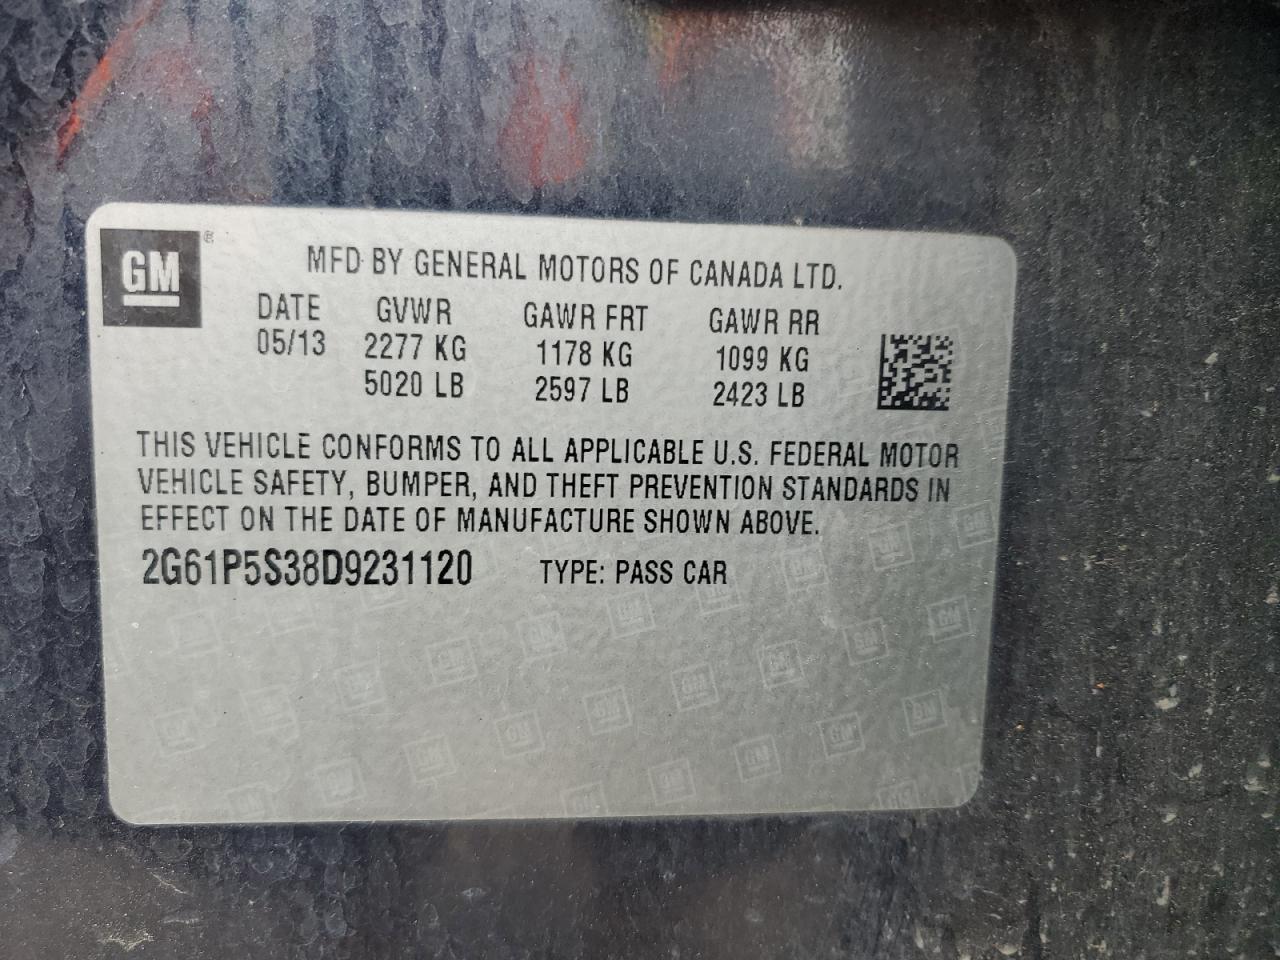 GM ®
MFD BY GENERAL MOTORS OF CANADA LTD.
DATE GVWR GAWR FRT GAWR RR
05/13 2277 KG 1178 KG 1099 KG
5020 LB 2597 LB 2423 LB
THIS VEHICLE CONFORMS TO ALL APPLICABLE U.S. FEDERAL MOTOR
VEHICLE SAFETY, BUMPER, AND THEFT PREVENTION STANDARDS IN
EFFECT ON THE DATE OF MANUFACTURE SHOWN ABOVE.
2G61P5S38D9231120 TYPE: PASS CAR